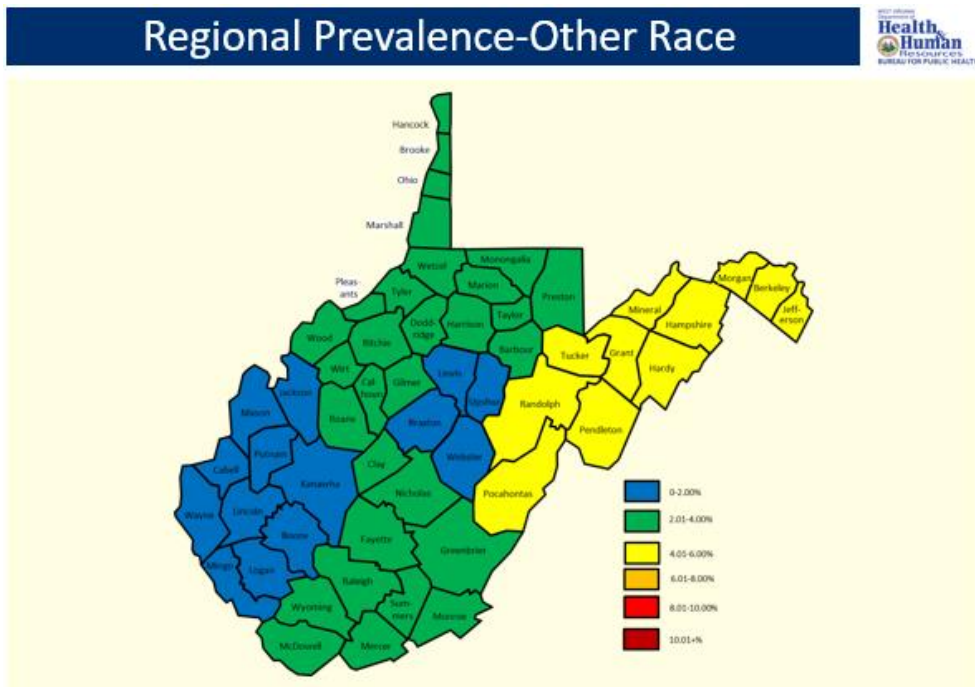 Regional Prevalence-Other Race
WEST VIRGINIA
Department of
Health&
Human
Resources
BUREAU FOR PUBLIC HEALTH
Hancock
Brooke
Ohio
Marshall
Wetzel
Monongalia
Pleas-
ants
Tyler
Marion
Preston
Morgan
Berkeley
Jeff-
erson
Mineral
Hampshire
Wood
Ritchie
Dodd-
ridge
Harrison
Taylor
Barbour
Tucker
Grant
Hardy
Wirt
Cal-
houn
Gilmer
Lewis
Upshur
Randolph
Jackson
Mason
Roane
Braxton
Pendleton
Putnam
Webster
Cabell
Clay
Kanawha
Nicholas
Pocahontas
Wayne
Lincoln
Boone
Fayette
Greenbrier
Mingo
Logan
Raleigh
Wyoming
Sum-
mers
Monroe
McDowell
Mercer
0-2.00%
2.01-4.00%
4.01-6.00%
6.01-8.00%
8.01-10.00%
10.01+%